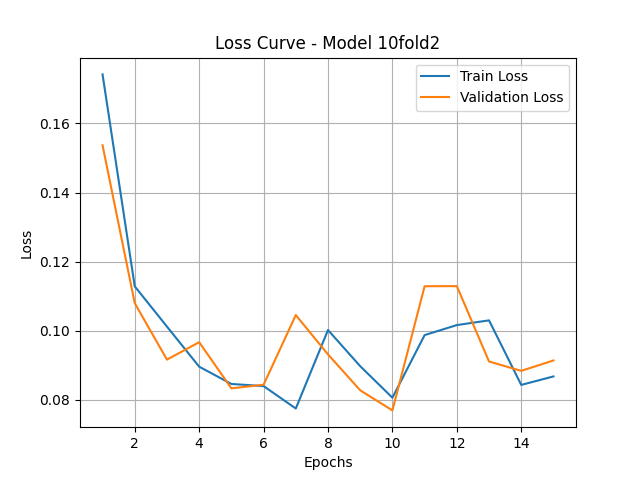 Loss Curve - Model 10fold2
Train Loss
Validation Loss
0.16
0.14
0.12
0.10
0.08
Loss
2 4 6 8 10 12 14
Epochs